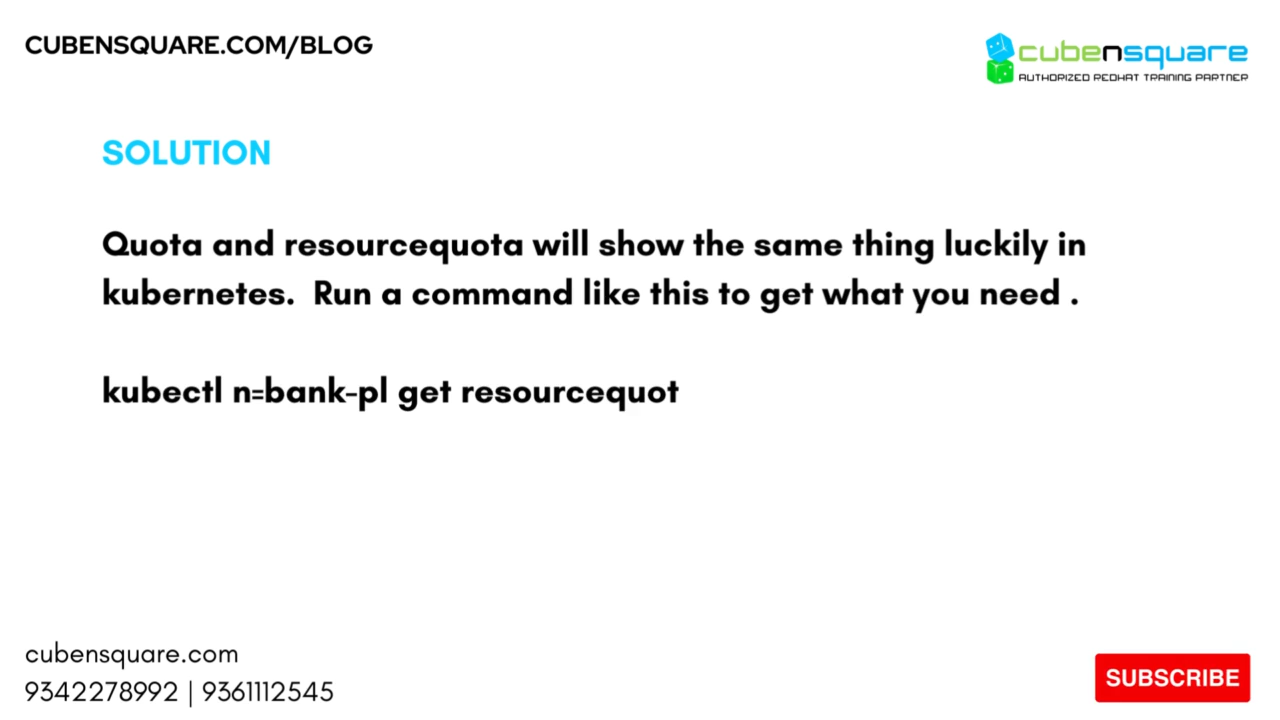 CUBENSQUARE.COM/BLOG
cubensquare
AUTHORIZED REDHAT TRAINING PARTNER
SOLUTION
Quota and resourcequota will show the same thing luckily in
kubernetes.  Run a command like this to get what you need .
kubectl n=bank-pl get resourcequot
cubensquare.com
9342278992 | 9361112545
SUBSCRIBE